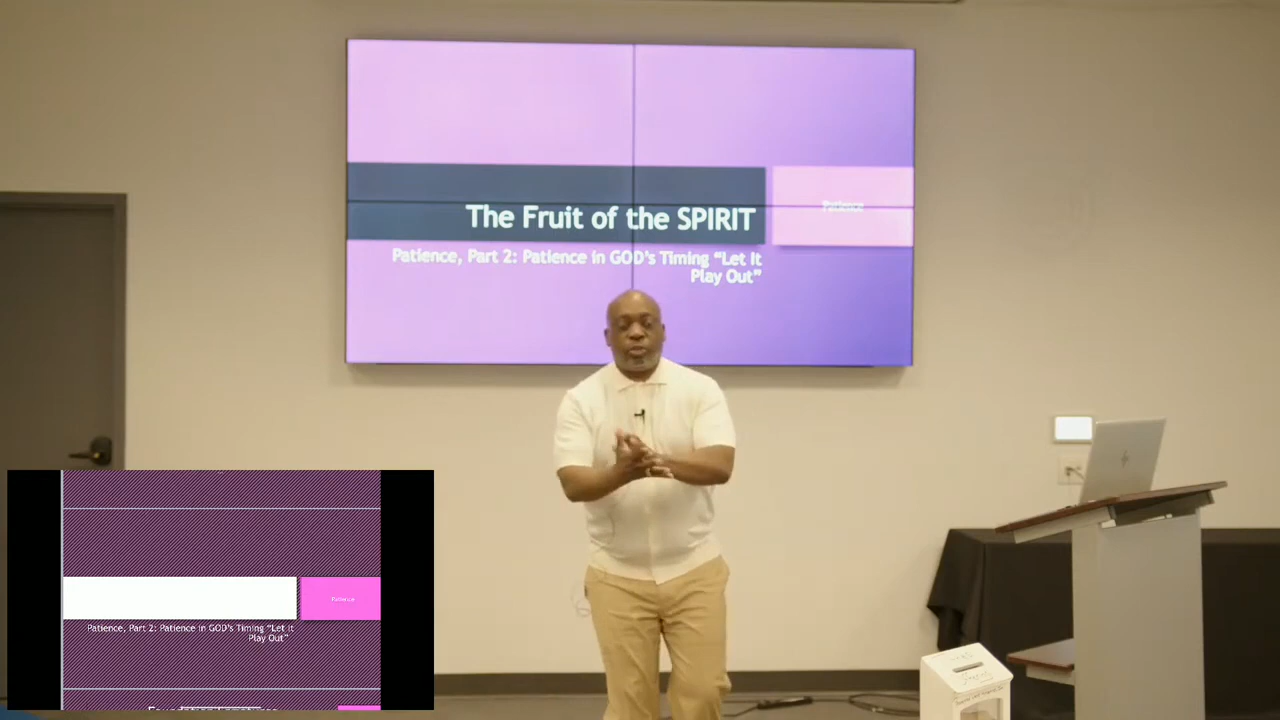 The Fruit of the SPIRIT
Patience
Patience, Part 2: Patience in GOD's Timing “Let It
Play Out”
Patience
Patience, Part 2: Patience in GOD's Timing “Let It
Play Out”